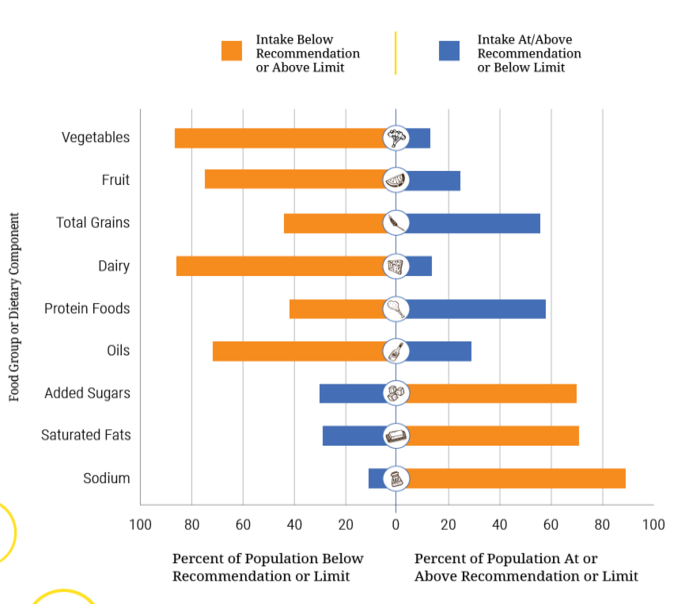 Intake Below
Recommendation
or Above Limit
Intake At/Above
Recommendation
or Below Limit
Food Group or Dietary Component
Vegetables
Fruit
Total Grains
Dairy
Protein Foods
Oils
Added Sugars
Saturated Fats
Sodium
100 80 60 40 20 0 20 40 60 80 100
Percent of Population Below
Recommendation or Limit
Percent of Population At or
Above Recommendation or Limit